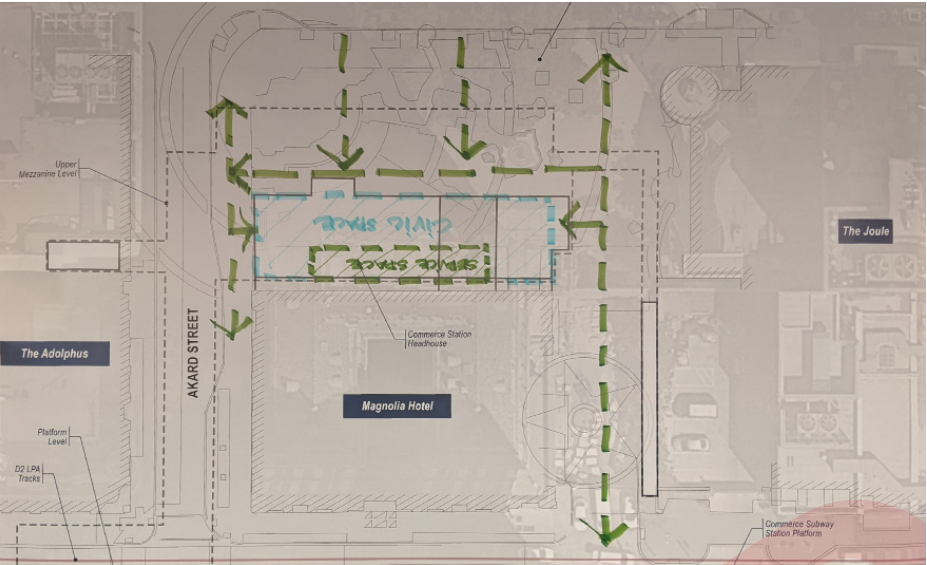 Upper
Mezzanine Level
CIVIC SPACE
The Joule
SERVICE SPACE
AKARD STREET
Commerce Station
Headhouse
The Adolphus
Magnolia Hotel
Platform
Level
D2 LPA
Tracks
Commerce Subway
Station Platform